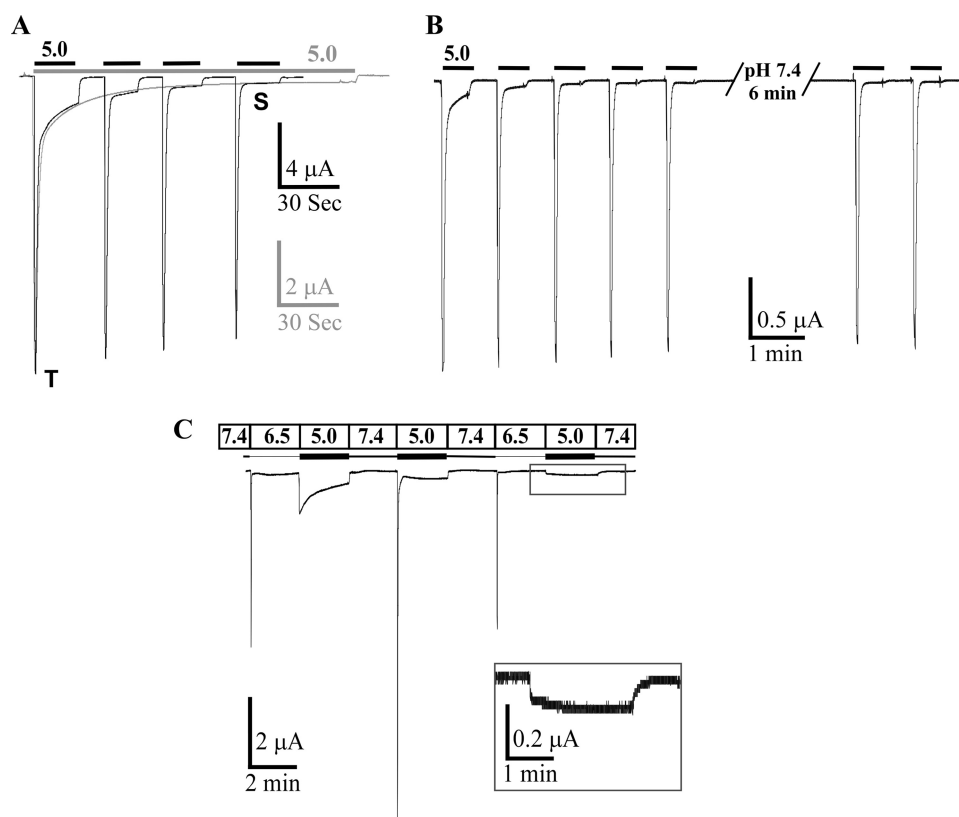 A
5.0
5.0
S
T
4 μA
30 Sec
2 μA
30 Sec
B
5.0
pH 7.4
6 min
0.5 μA
1 min
C
7.4 6.5 5.0 7.4 5.0 7.4 6.5 5.0 7.4
2 μA
2 min
0.2 μA
1 min